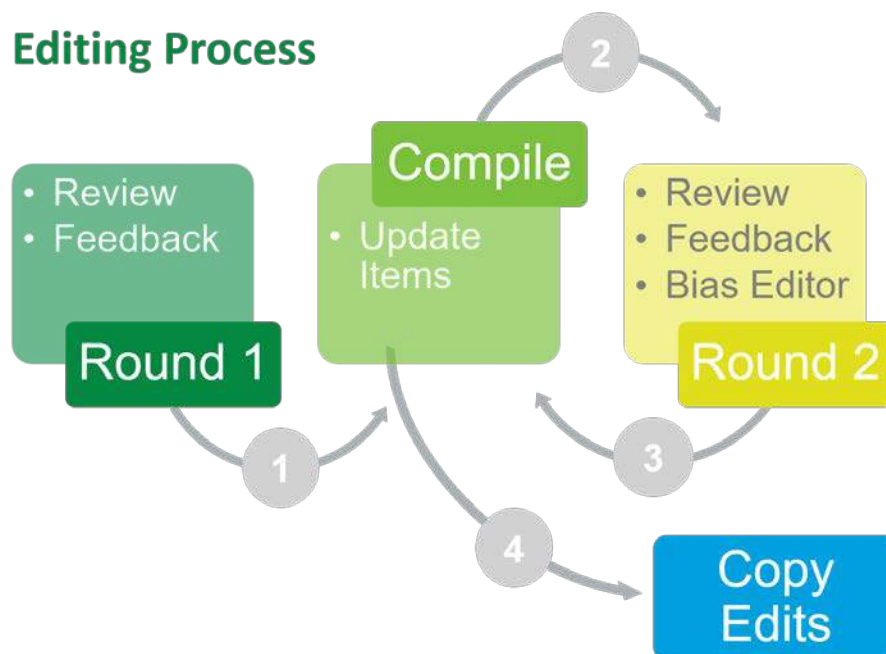 Editing Process
2
Compile
• Review
• Feedback
• Update
Items
• Review
• Feedback
• Bias Editor
Round 1
Round 2
1
3
4
Copy
Edits